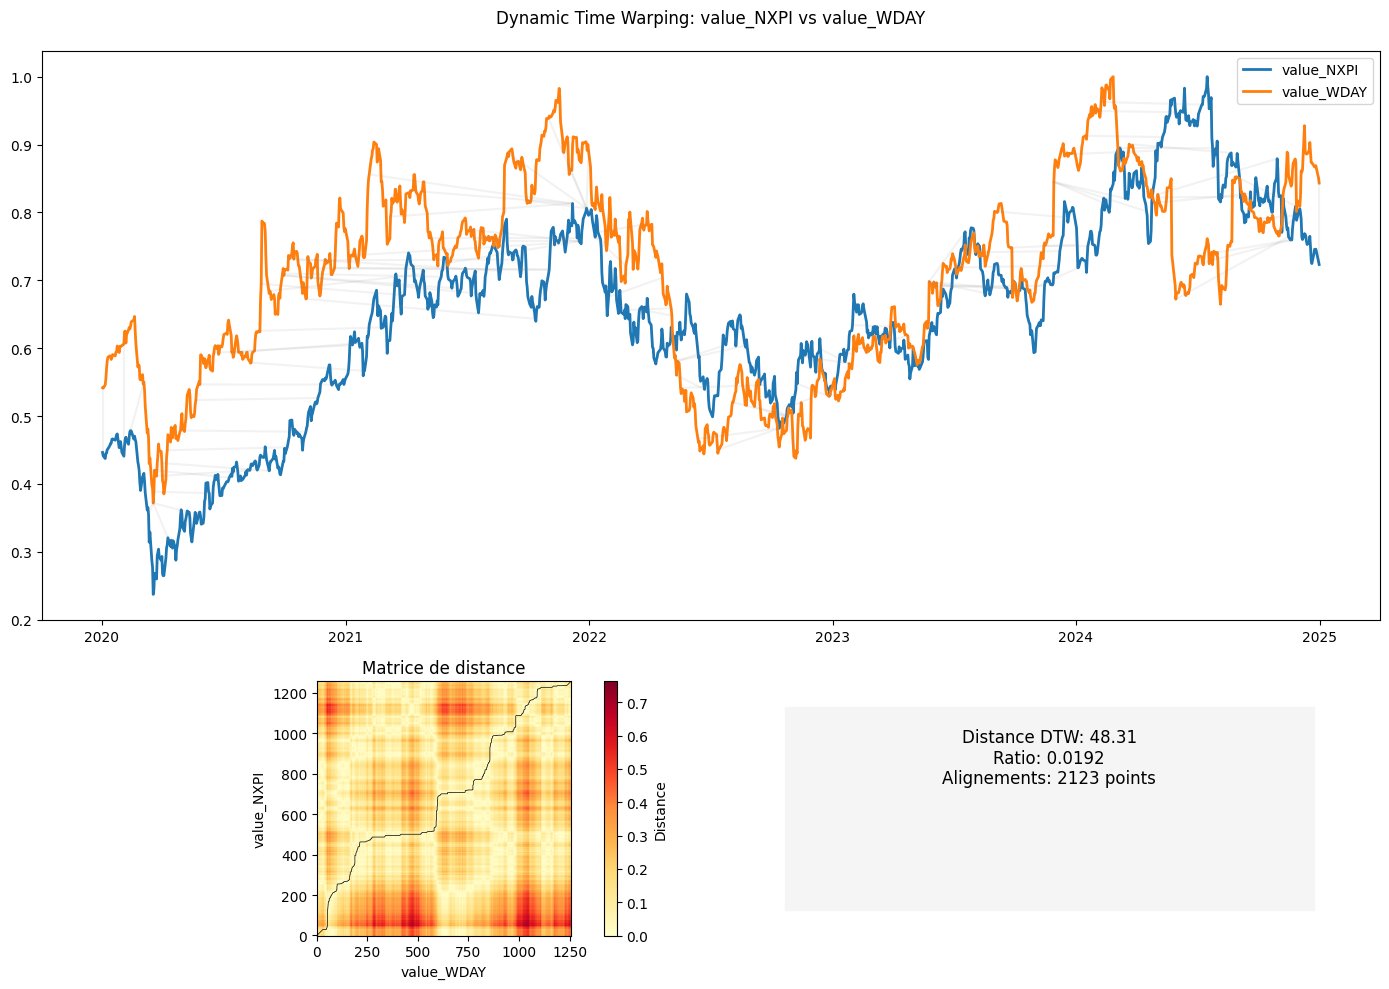 Dynamic Time Warping: value_NXPI vs value_WDAY
1.0
0.9
0.8
0.7
0.6
0.5
0.4
0.3
0.2
value_NXPI
value_WDAY
2020 2021 2022 2023 2024 2025
Matrice de distance
value_NXPI
1200
1000
800
600
400
200
0
0 250 500 750 1000 1250
value_WDAY
0.7
0.6
0.5
0.4
0.3
0.2
0.1
0.0
Distance
Distance DTW: 48.31
Ratio: 0.0192
Alignements: 2123 points